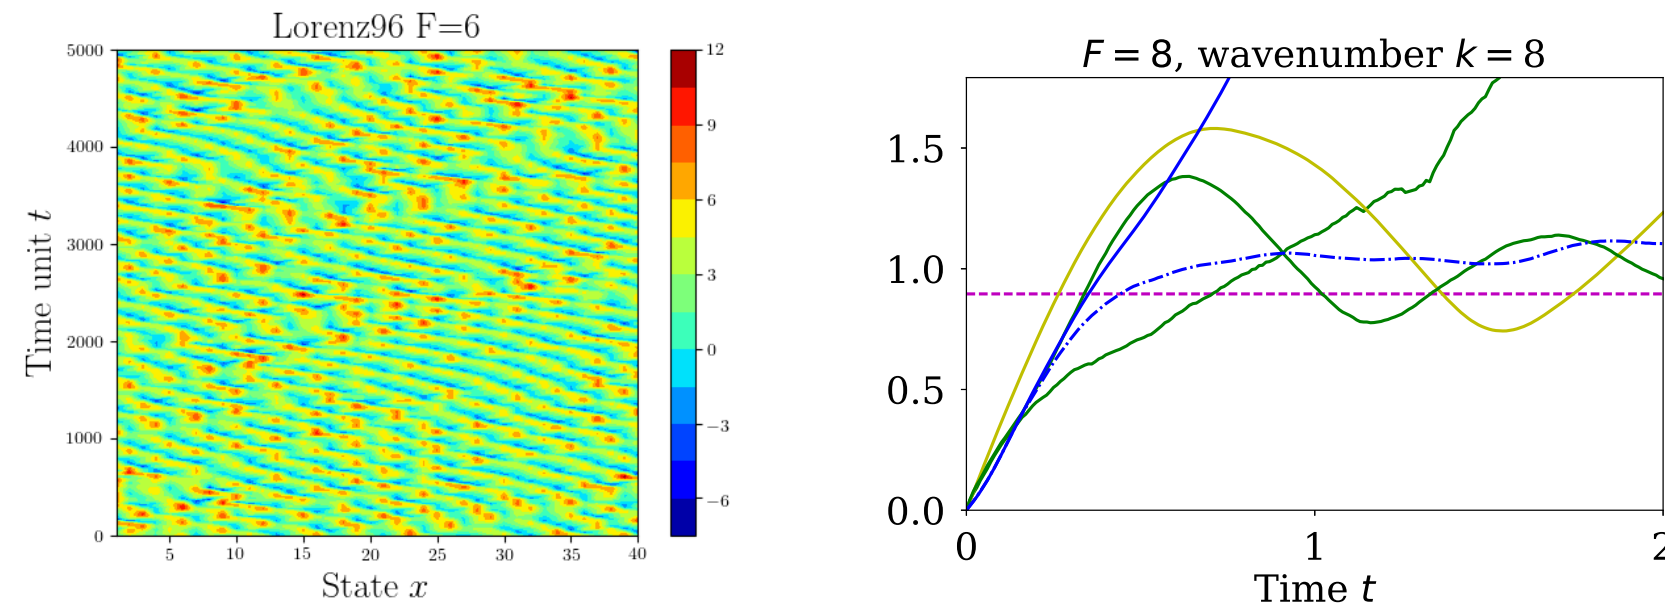 Lorenz96 F=6
5000
4000
3000
2000
1000
0
Time unit t
5 10 15 20 25 30 35 40
State x
12
9
6
3
0
−3
−6
F = 8, wavenumber k = 8
1.5
1.0
0.5
0.0
0 1 2
Time t